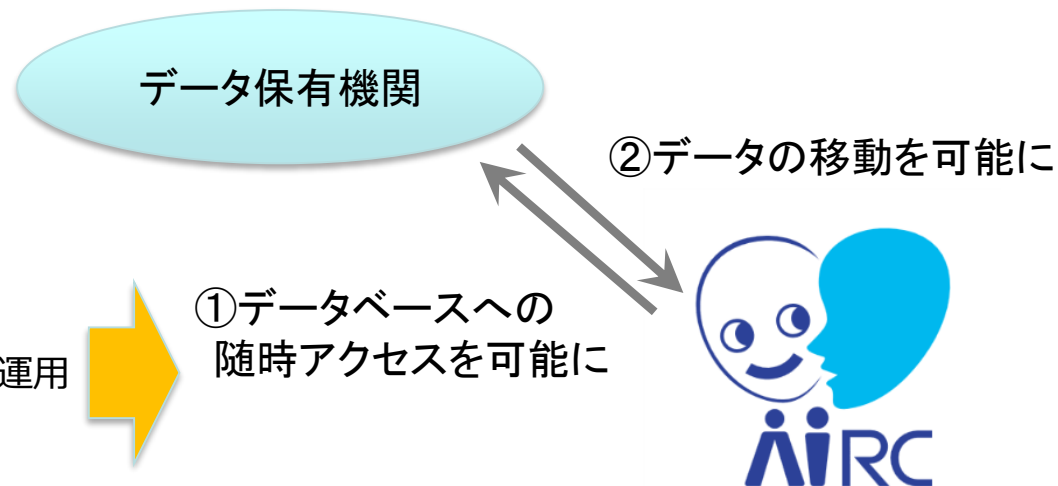 データ保有機関
②データの移動を可能に
①データベースへの
随時アクセスを可能に
運用
AiRC